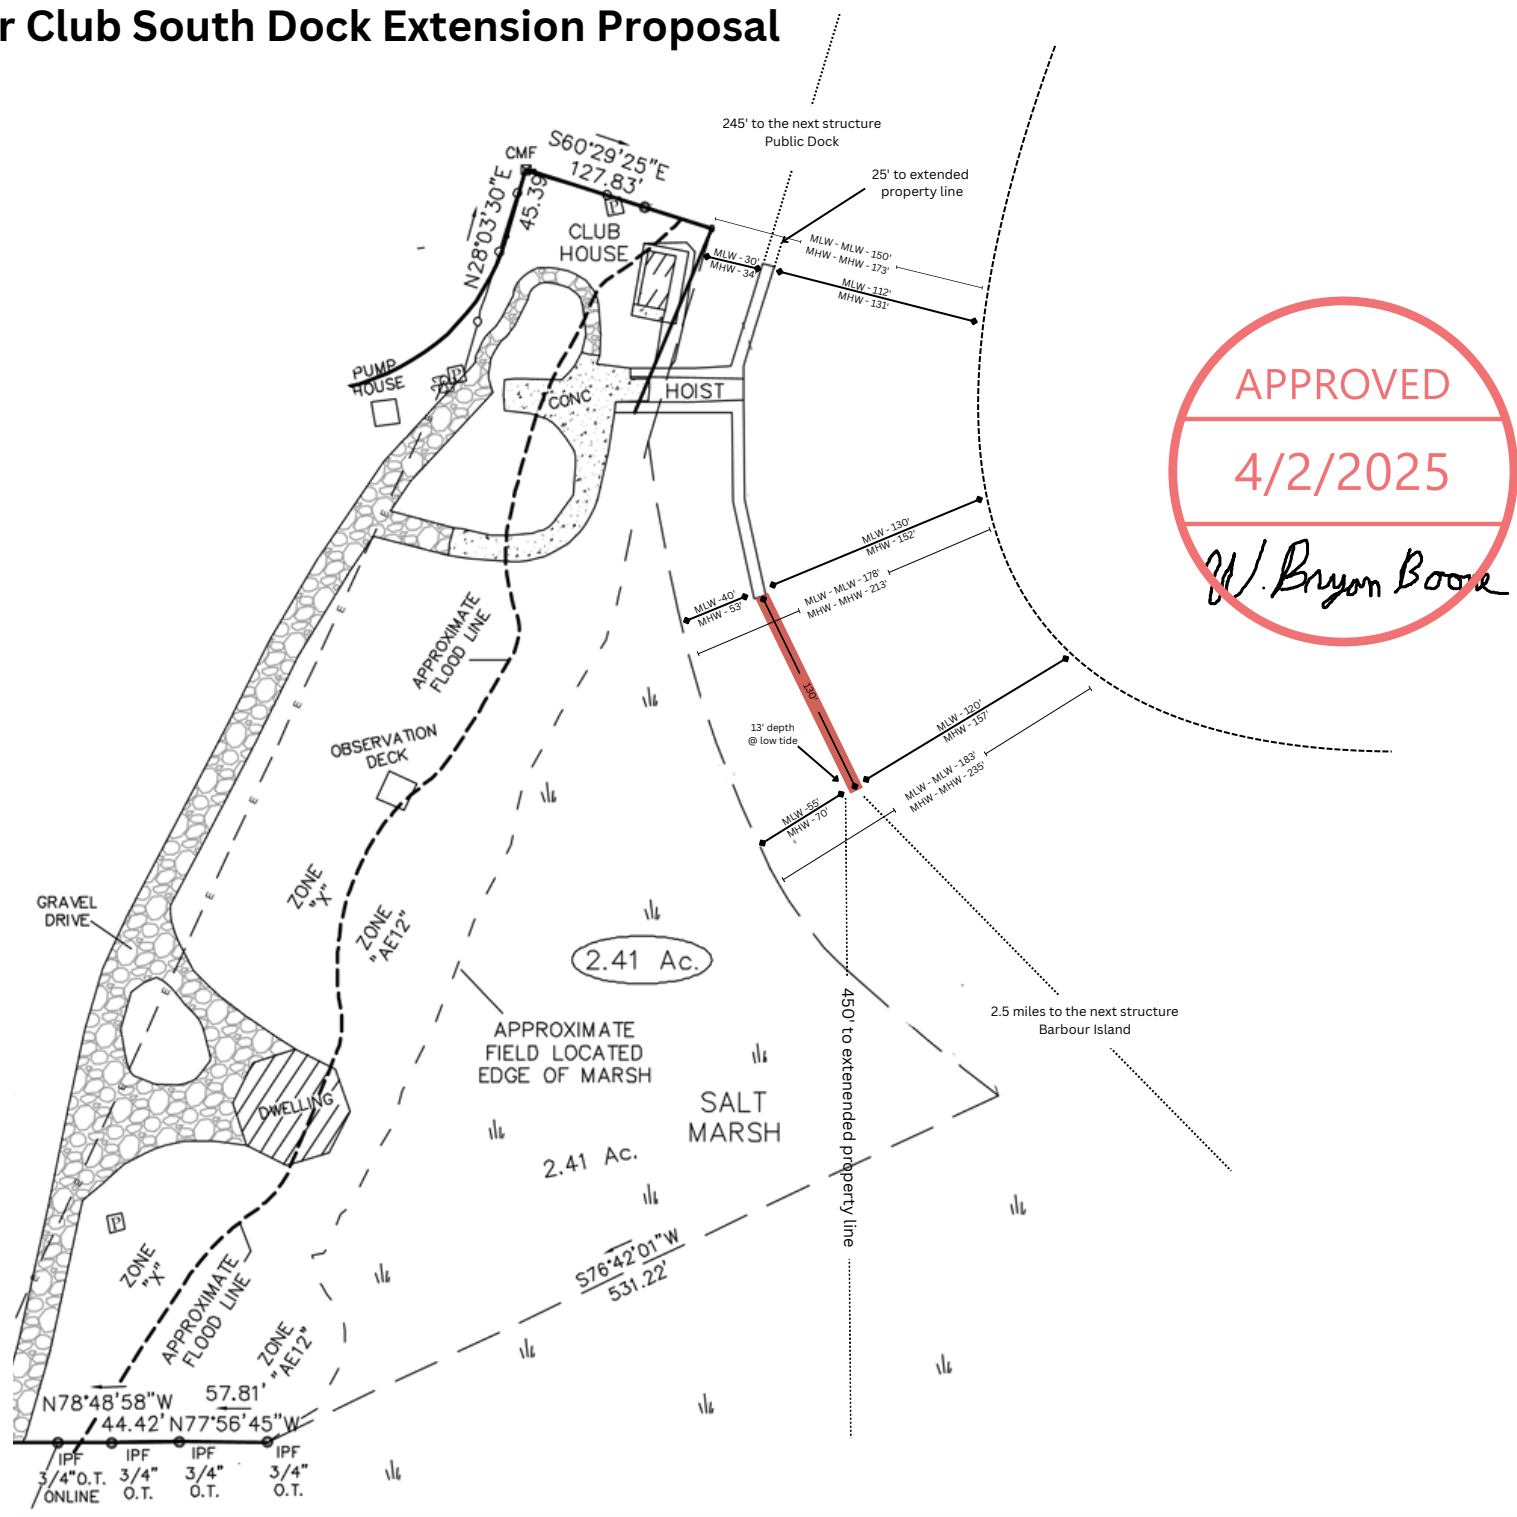 r Club South Dock Extension Proposal
245' to the next structure
Public Dock
25' to extended
property line
CMF
S60°29'25"E
127.83'
N28°03'30"E
45.39
P
CLUB
HOUSE
MLW - 30'
MHW - 34'
MLW - MLW - 150'
MHW - MHW - 173'
MLW - 112'
MHW - 131'
PUMP
HOUSE
P
CONC
HOIST
E
E
APPROVED
4/2/2025
W. Bryan Boone
MLW - 130'
MHW - 152'
MLW - MLW - 178'
MHW - MHW - 213'
MLW -40'
MHW - 53'
E
APPROXIMATE
FLOOD LINE
130'
E
13' depth
@ low tide
MLW - 120'
MHW - 157'
MLW - MLW - 183'
MHW - MHW - 235'
MLW -55'
MHW - 70'
OBSERVATION
DECK
E
E
ZONE
"X"
ZONE
"AE12"
GRAVEL
DRIVE
2.41 Ac.
E
APPROXIMATE
FIELD LOCATED
EDGE OF MARSH
450' to extenended property line
2.5 miles to the next structure
Barbour Island
E
DWELLING
SALT
MARSH
2.41 Ac.
E
P
S76°42'01"W
531.22'
ZONE
"X"
E
APPROXIMATE
FLOOD LINE
ZONE
"AE12"
N78°48'58"W
57.81'
44.42'
N77°56'45"W
IPF
3/4"O.T.
ONLINE
IPF
3/4"
O.T.
IPF
3/4"
O.T.
IPF
3/4"
O.T.